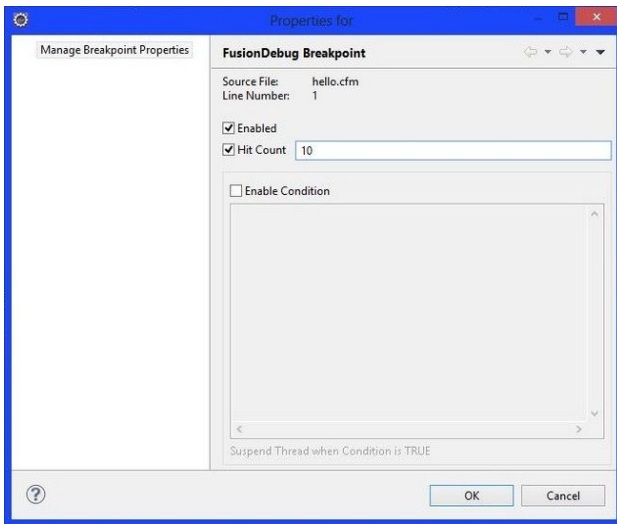 Properties for
Manage Breakpoint Properties
FusionDebug Breakpoint
Source File: hello.cfm
Line Number: 1
Enabled
Hit Count 10
Enable Condition
Suspend Thread when Condition is TRUE
OK Cancel